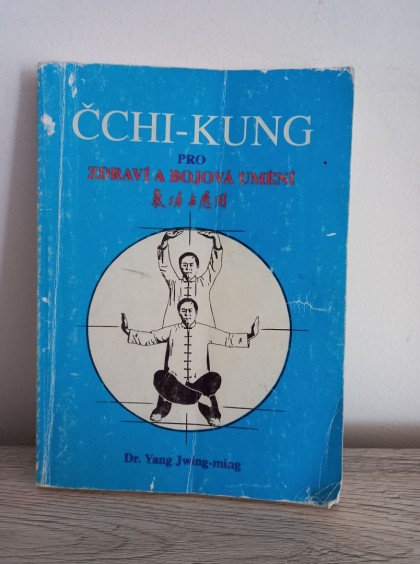 ČCHI-KUNG
PRO
ZDRAVÍ A BOJOVÁ UMĚNÍ
Dr. Yang Jwing-ming